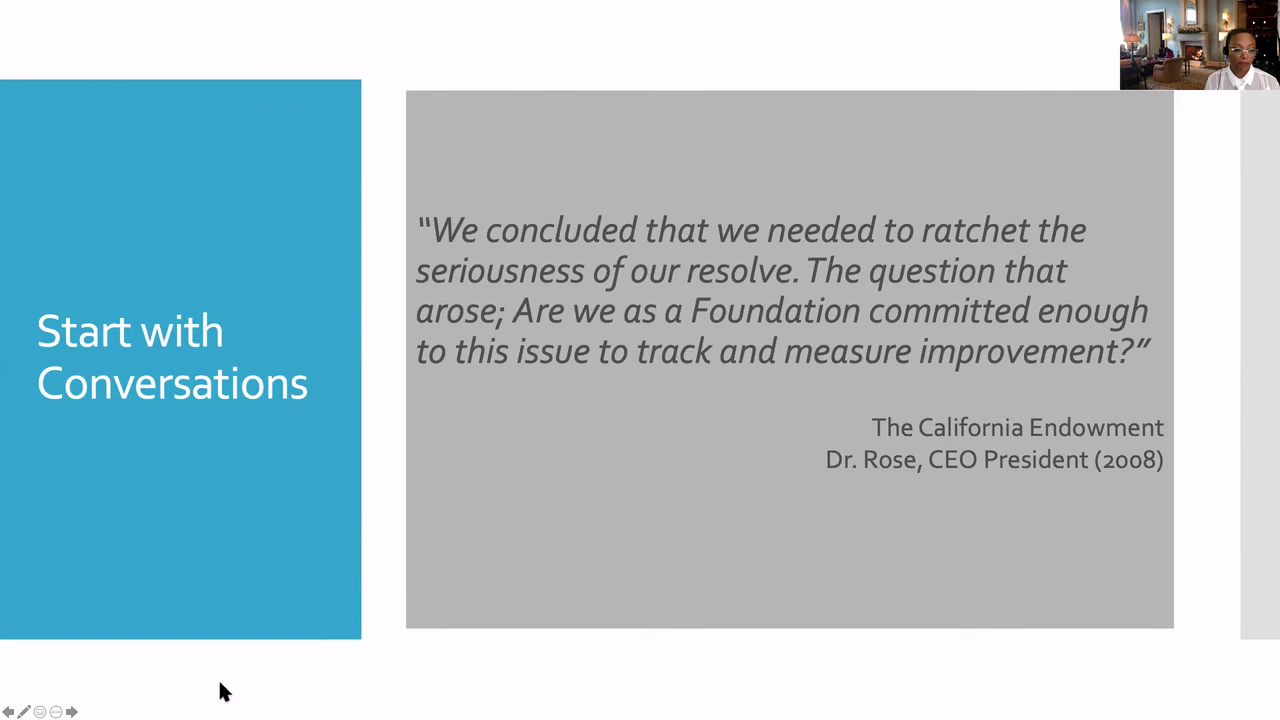 Start with
Conversations
“We concluded that we needed to ratchet the
seriousness of our resolve. The question that
arose; Are we as a Foundation committed enough
to this issue to track and measure improvement?”
The California Endowment
Dr. Rose, CEO President (2008)